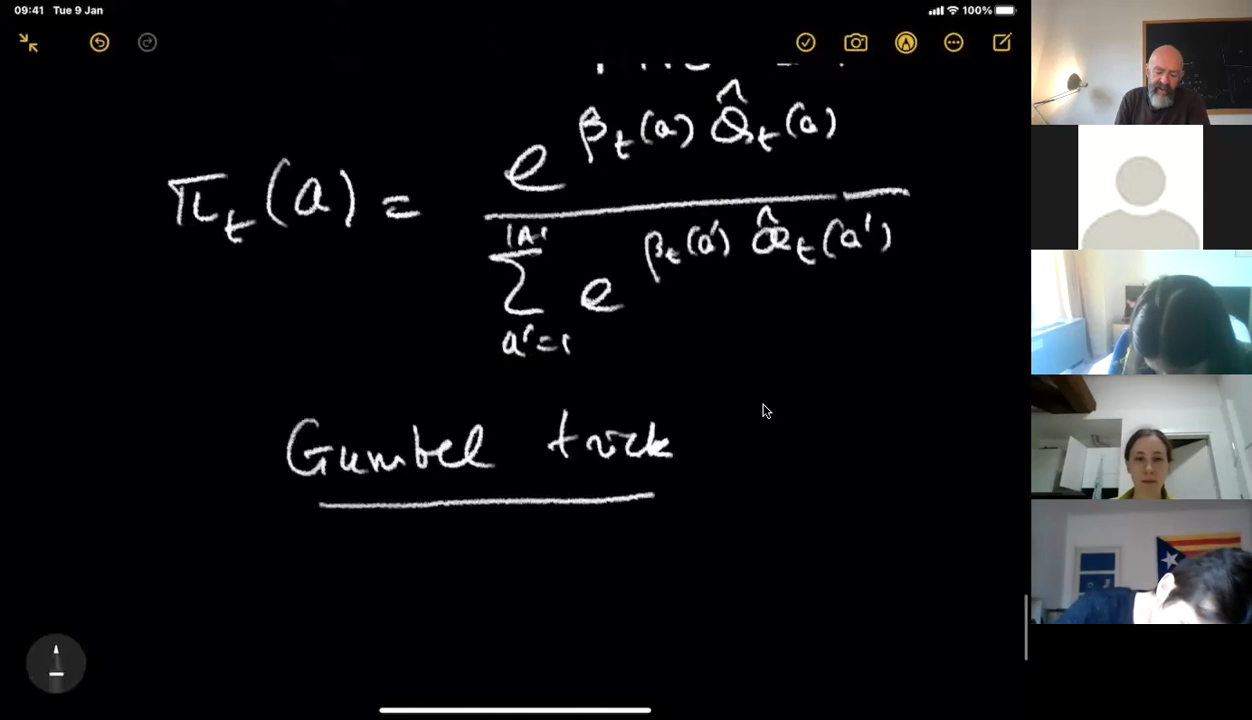 09:41 Tue 9 Jan 100%
π_t(a) = e^{β_t(a) Q̂_t(a)} / Σ_{a'=1}^{|A|} e^{β_t(a') Q̂_t(a')}
Gumbel trick